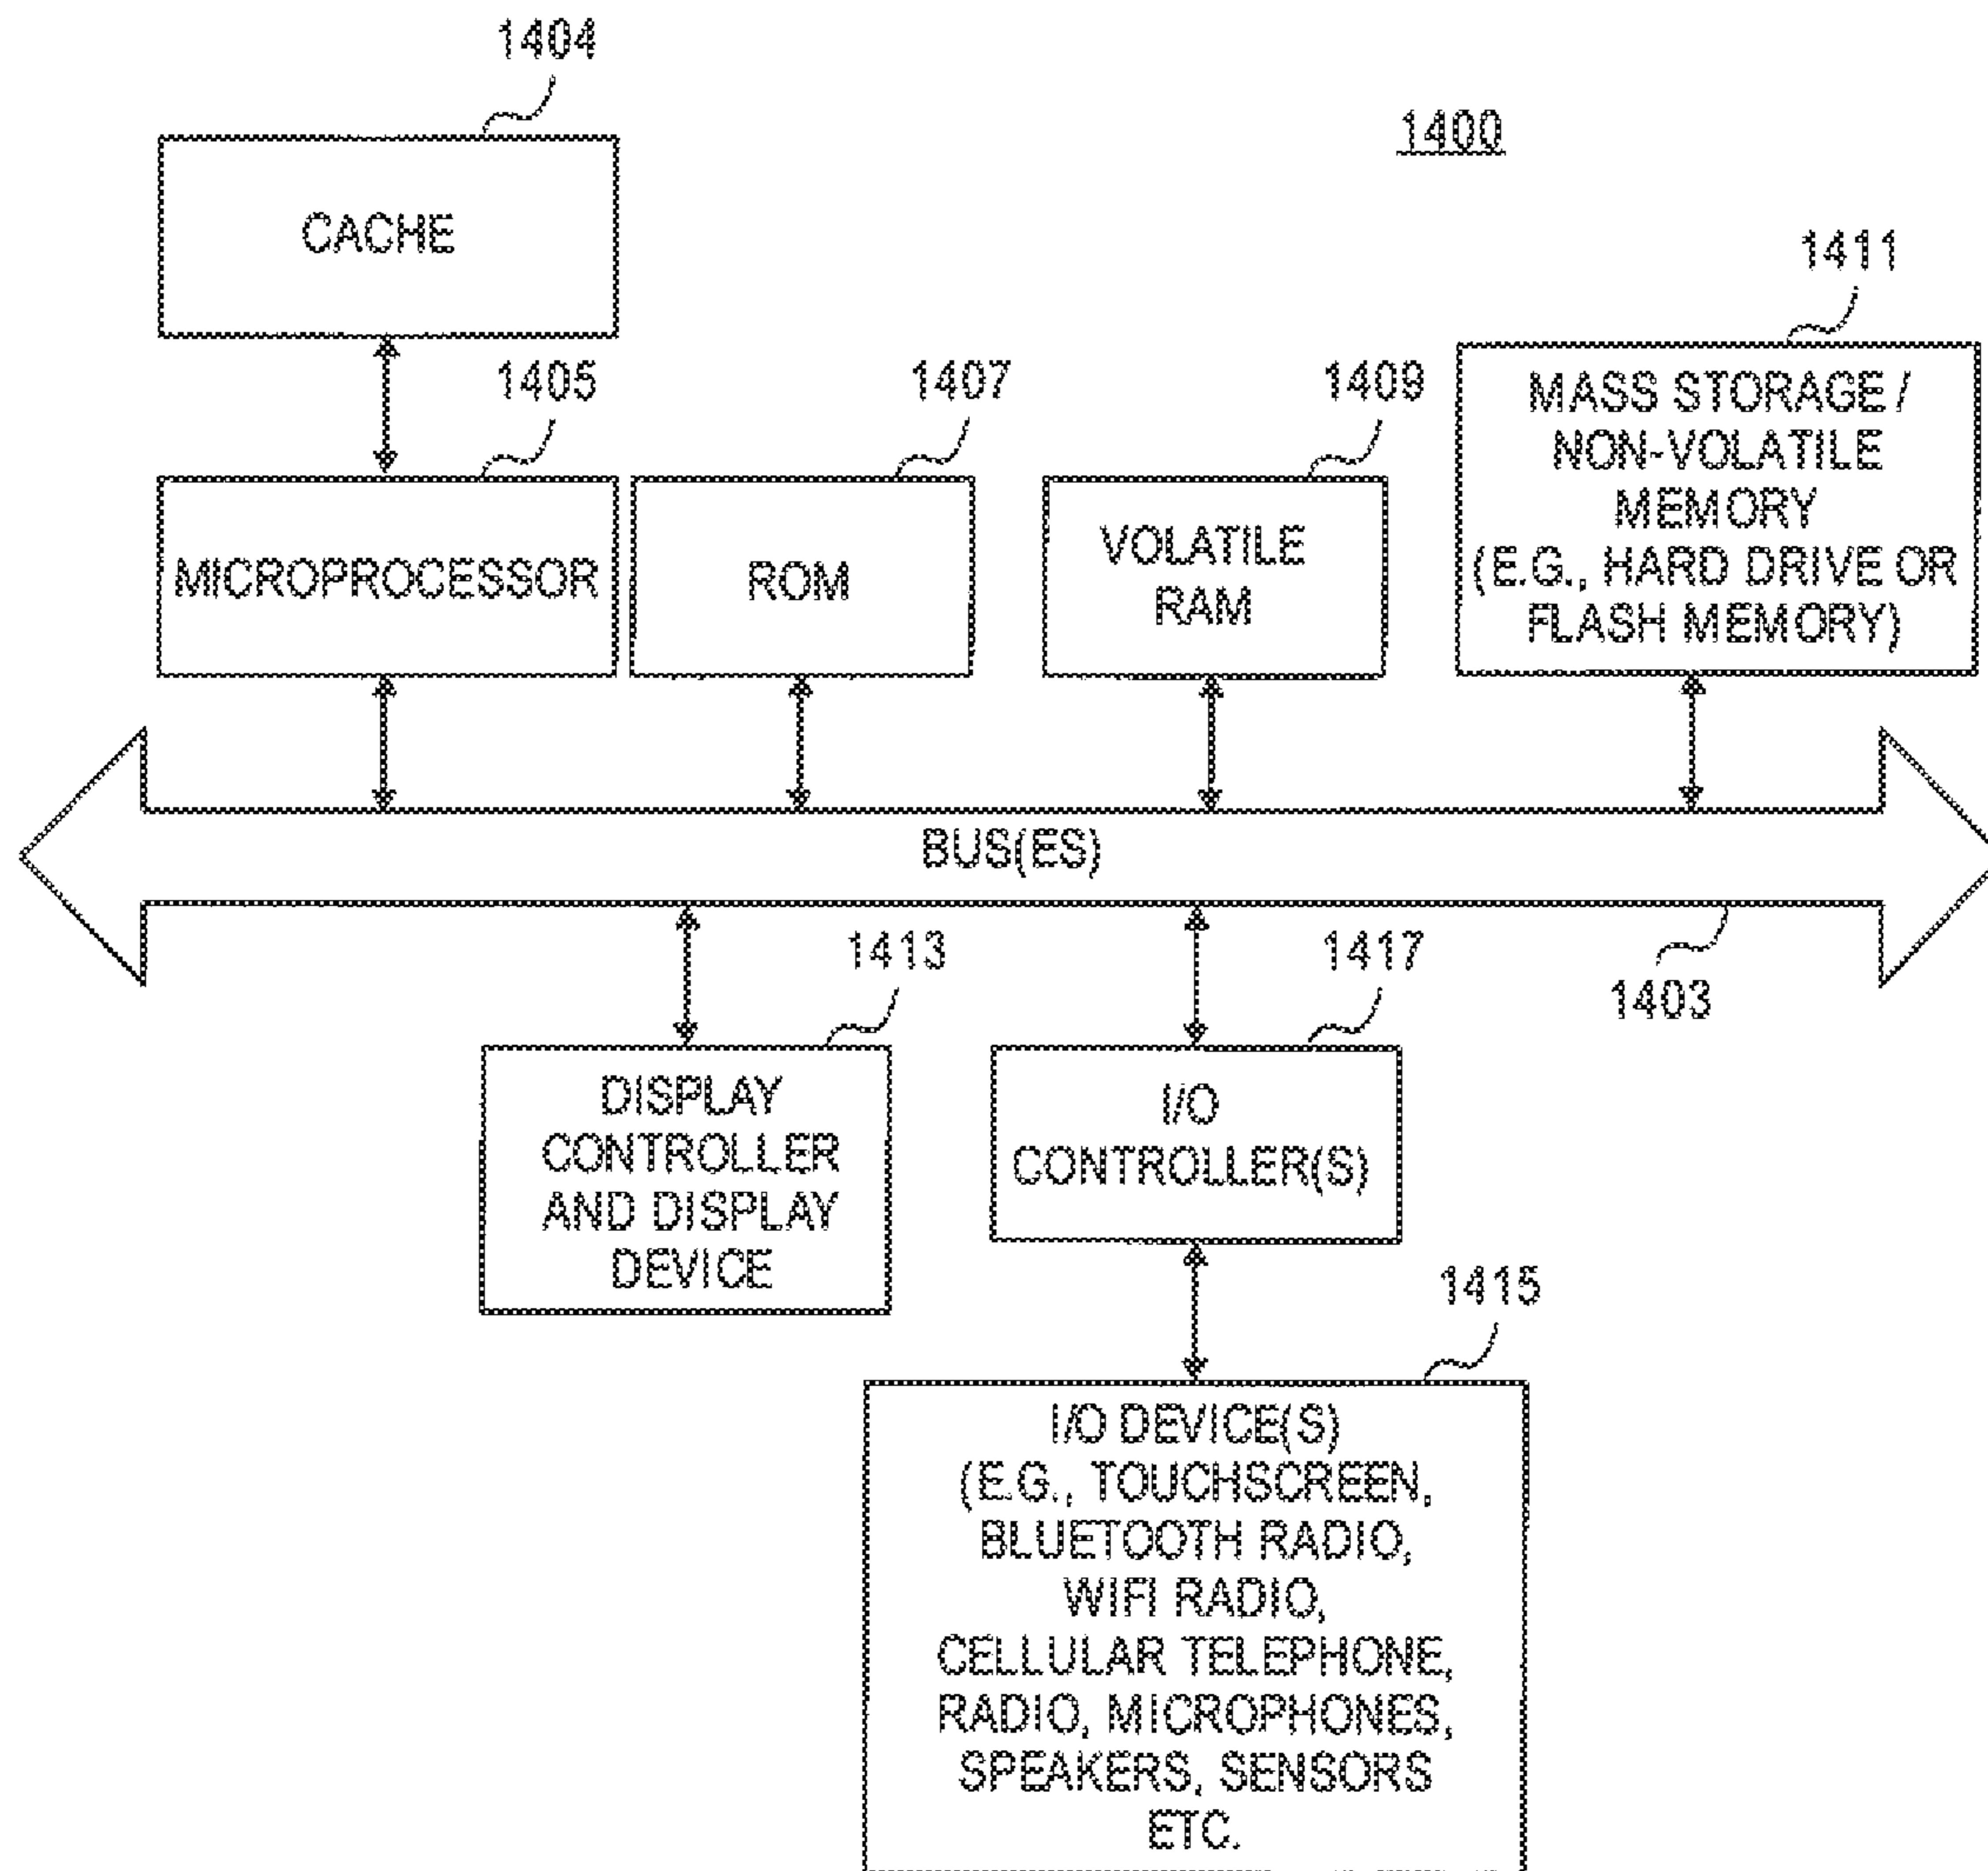 1404
1400
CACHE
1411
1405
1407
1409
MASS STORAGE /
NON-VOLATILE
MEMORY
(E.G., HARD DRIVE OR
FLASH MEMORY)
MICROPROCESSOR
ROM
VOLATILE
RAM
BUS(ES)
1413
1417
1403
DISPLAY
CONTROLLER
AND DISPLAY
DEVICE
I/O
CONTROLLER(S)
1415
I/O DEVICE(S)
(E.G., TOUCHSCREEN,
BLUETOOTH RADIO,
WIFI RADIO,
CELLULAR TELEPHONE,
RADIO, MICROPHONES,
SPEAKERS, SENSORS
ETC.